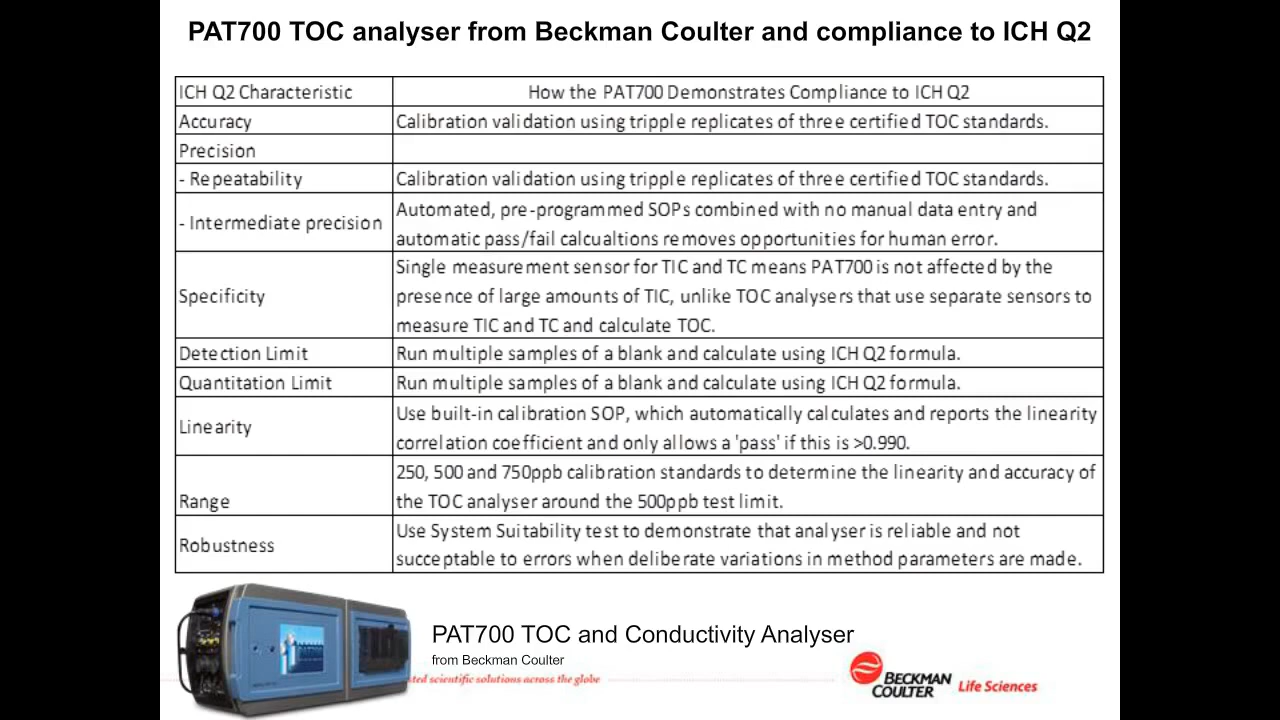 PAT700 TOC analyser from Beckman Coulter and compliance to ICH Q2
ICH Q2 Characteristic
How the PAT700 Demonstrates Compliance to ICH Q2
Accuracy
Calibration validation using tripple replicates of three certified TOC standards.
Precision
- Repeatability
Calibration validation using tripple replicates of three certified TOC standards.
- Intermediate precision
Automated, pre-programmed SOPs combined with no manual data entry and
automatic pass/fail calcualtions removes opportunities for human error.
Specificity
Single measurement sensor for TIC and TC means PAT700 is not affected by the
presence of large amounts of TIC, unlike TOC analysers that use separate sensors to
measure TIC and TC and calculate TOC.
Detection Limit
Run multiple samples of a blank and calculate using ICH Q2 formula.
Quantitation Limit
Run multiple samples of a blank and calculate using ICH Q2 formula.
Linearity
Use built-in calibration SOP, which automatically calculates and reports the linearity
correlation coefficient and only allows a 'pass' if this is >0.990.
Range
250, 500 and 750ppb calibration standards to determine the linearity and accuracy of
the TOC analyser around the 500ppb test limit.
Robustness
Use System Suitability test to demonstrate that analyser is reliable and not
succeptable to errors when deliberate variations in method parameters are made.
PAT700 TOC and Conductivity Analyser
from Beckman Coulter
ted scientific solutions across the globe
BECKMAN
COULTER
Life Sciences